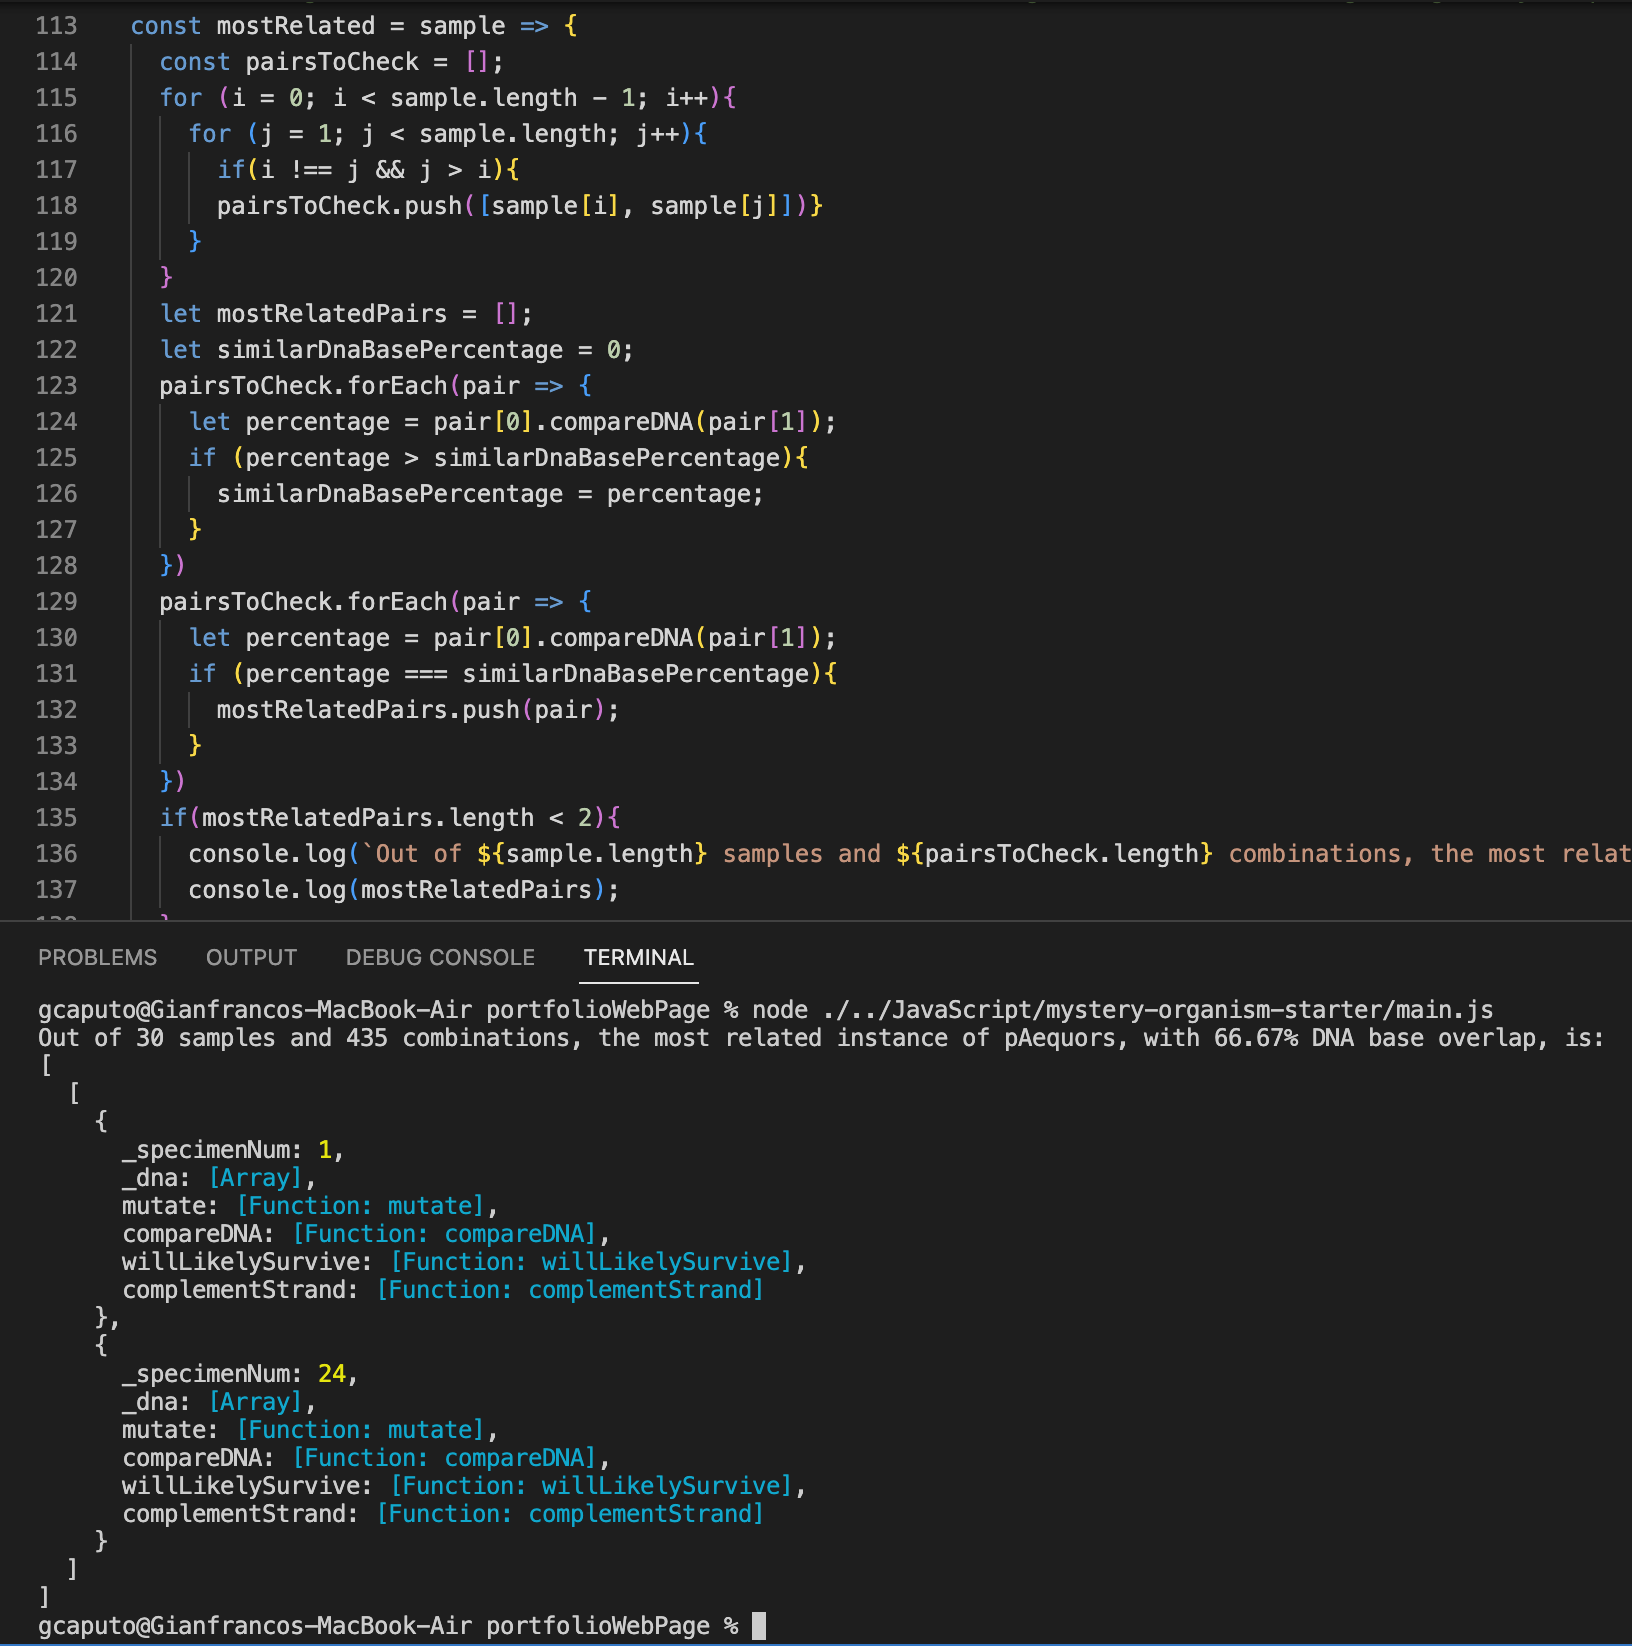 113 const mostRelated = sample => {
114 const pairsToCheck = [];
115 for (i = 0; i < sample.length - 1; i++){
116 for (j = 1; j < sample.length; j++){
117 if(i !== j && j > i){
118 pairsToCheck.push([sample[i], sample[j]])}
119 }
120 }
121 let mostRelatedPairs = [];
122 let similarDnaBasePercentage = 0;
123 pairsToCheck.forEach(pair => {
124 let percentage = pair[0].compareDNA(pair[1]);
125 if (percentage > similarDnaBasePercentage){
126 similarDnaBasePercentage = percentage;
127 }
128 })
129 pairsToCheck.forEach(pair => {
130 let percentage = pair[0].compareDNA(pair[1]);
131 if (percentage === similarDnaBasePercentage){
132 mostRelatedPairs.push(pair);
133 }
134 })
135 if(mostRelatedPairs.length < 2){
136 console.log(`Out of ${sample.length} samples and ${pairsToCheck.length} combinations, the most relat
137 console.log(mostRelatedPairs);
PROBLEMS OUTPUT DEBUG CONSOLE TERMINAL
gcaputo@Gianfrancos-MacBook-Air portfolioWebPage % node ./../JavaScript/mystery-organism-starter/main.js
Out of 30 samples and 435 combinations, the most related instance of pAequors, with 66.67% DNA base overlap, is:
[
[
{
_specimenNum: 1,
_dna: [Array],
mutate: [Function: mutate],
compareDNA: [Function: compareDNA],
willLikelySurvive: [Function: willLikelySurvive],
complementStrand: [Function: complementStrand]
},
{
_specimenNum: 24,
_dna: [Array],
mutate: [Function: mutate],
compareDNA: [Function: compareDNA],
willLikelySurvive: [Function: willLikelySurvive],
complementStrand: [Function: complementStrand]
}
]
]
gcaputo@Gianfrancos-MacBook-Air portfolioWebPage %